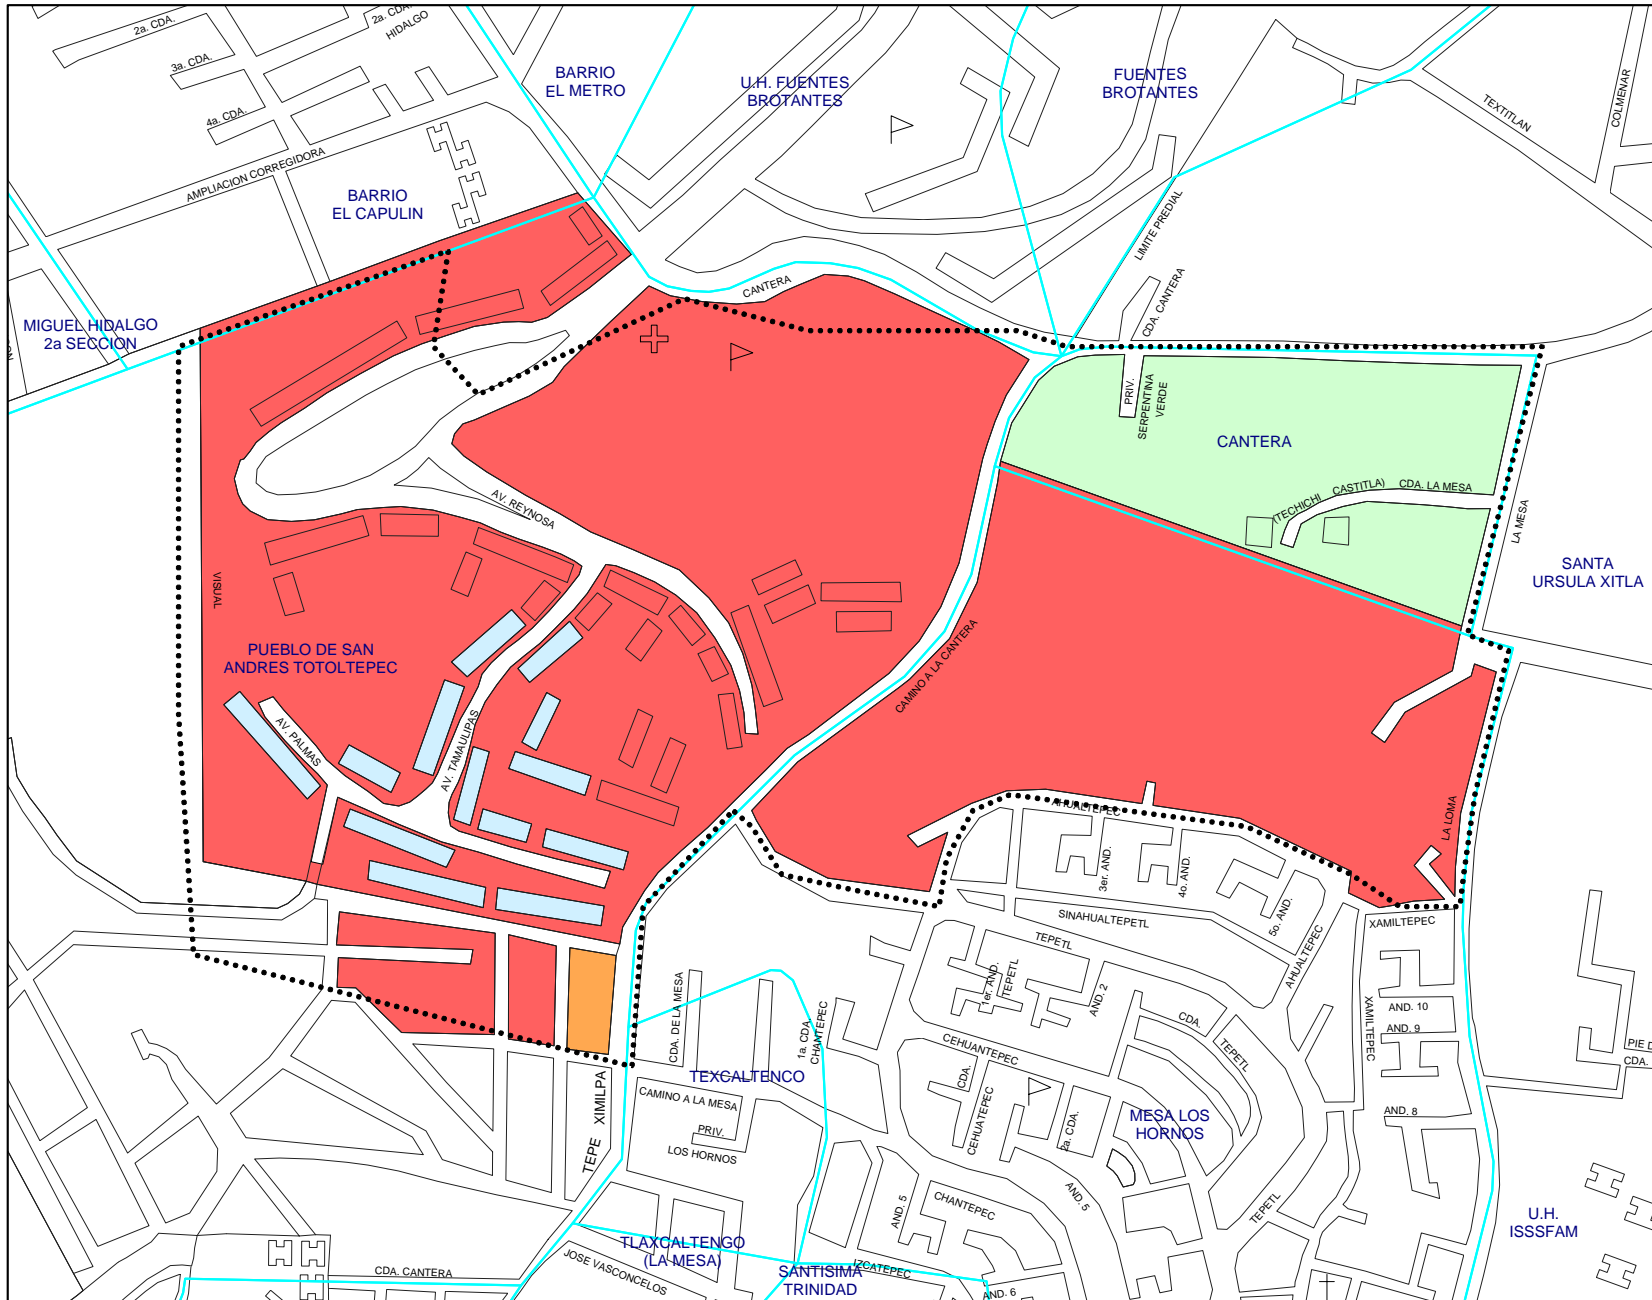 2a. CDA.
2a. CDA.
HIDALGO
3a. CDA.
4a. CDA.
AMPLIACION CORREGIDORA
BARRIO
EL METRO
U.H. FUENTES
BROTANTES
FUENTES
BROTANTES
TEXTITLAN
COLMENAR
BARRIO
EL CAPULIN
LIMITE PREDIAL
CDA. CANTERA
CANTERA
MIGUEL HIDALGO
2a SECCION
PRIV.
SERPENTINA
VERDE
CANTERA
(TECHICHI
CASTITLA)
CDA. LA MESA
LA MESA
SANTA
URSULA XITLA
AV. REYNOSA
VISUAL
PUEBLO DE SAN
ANDRES TOTOLTEPEC
AV. PALMAS
AV. TAMAULIPAS
CAMINO A LA CANTERA
AHUALTEPEC
LA LOMA
3er. AND.
4o. AND.
5o. AND.
SINAHUALTEPETL
TEPETL
AHUALTEPEC
XAMILTEPEC
XAMILTEPEC
1er. AND.
TEPETL
AND. 2
AND. 10
AND. 9
AND. 8
PIE D
CDA.
CDA. DE LA MESA
1a. CDA.
CHANTEPEC
CEHUANTEPEC
CDA.
TEPETL
TEXCALTENCO
CAMINO A LA MESA
PRIV.
LOS HORNOS
CDA.
CEHUATEPEC
2a. CDA.
MESA LOS
HORNOS
TEPE XIMILPA
AND. 5
CHANTEPEC
AND. 5
TEPETL
U.H.
ISSSFAM
TLAXCALTENGO
(LA MESA)
JOSE VASCONCELOS
CDA. CANTERA
SANTISIMA
TRINIDAD
IZCATEPEC
AND. 6